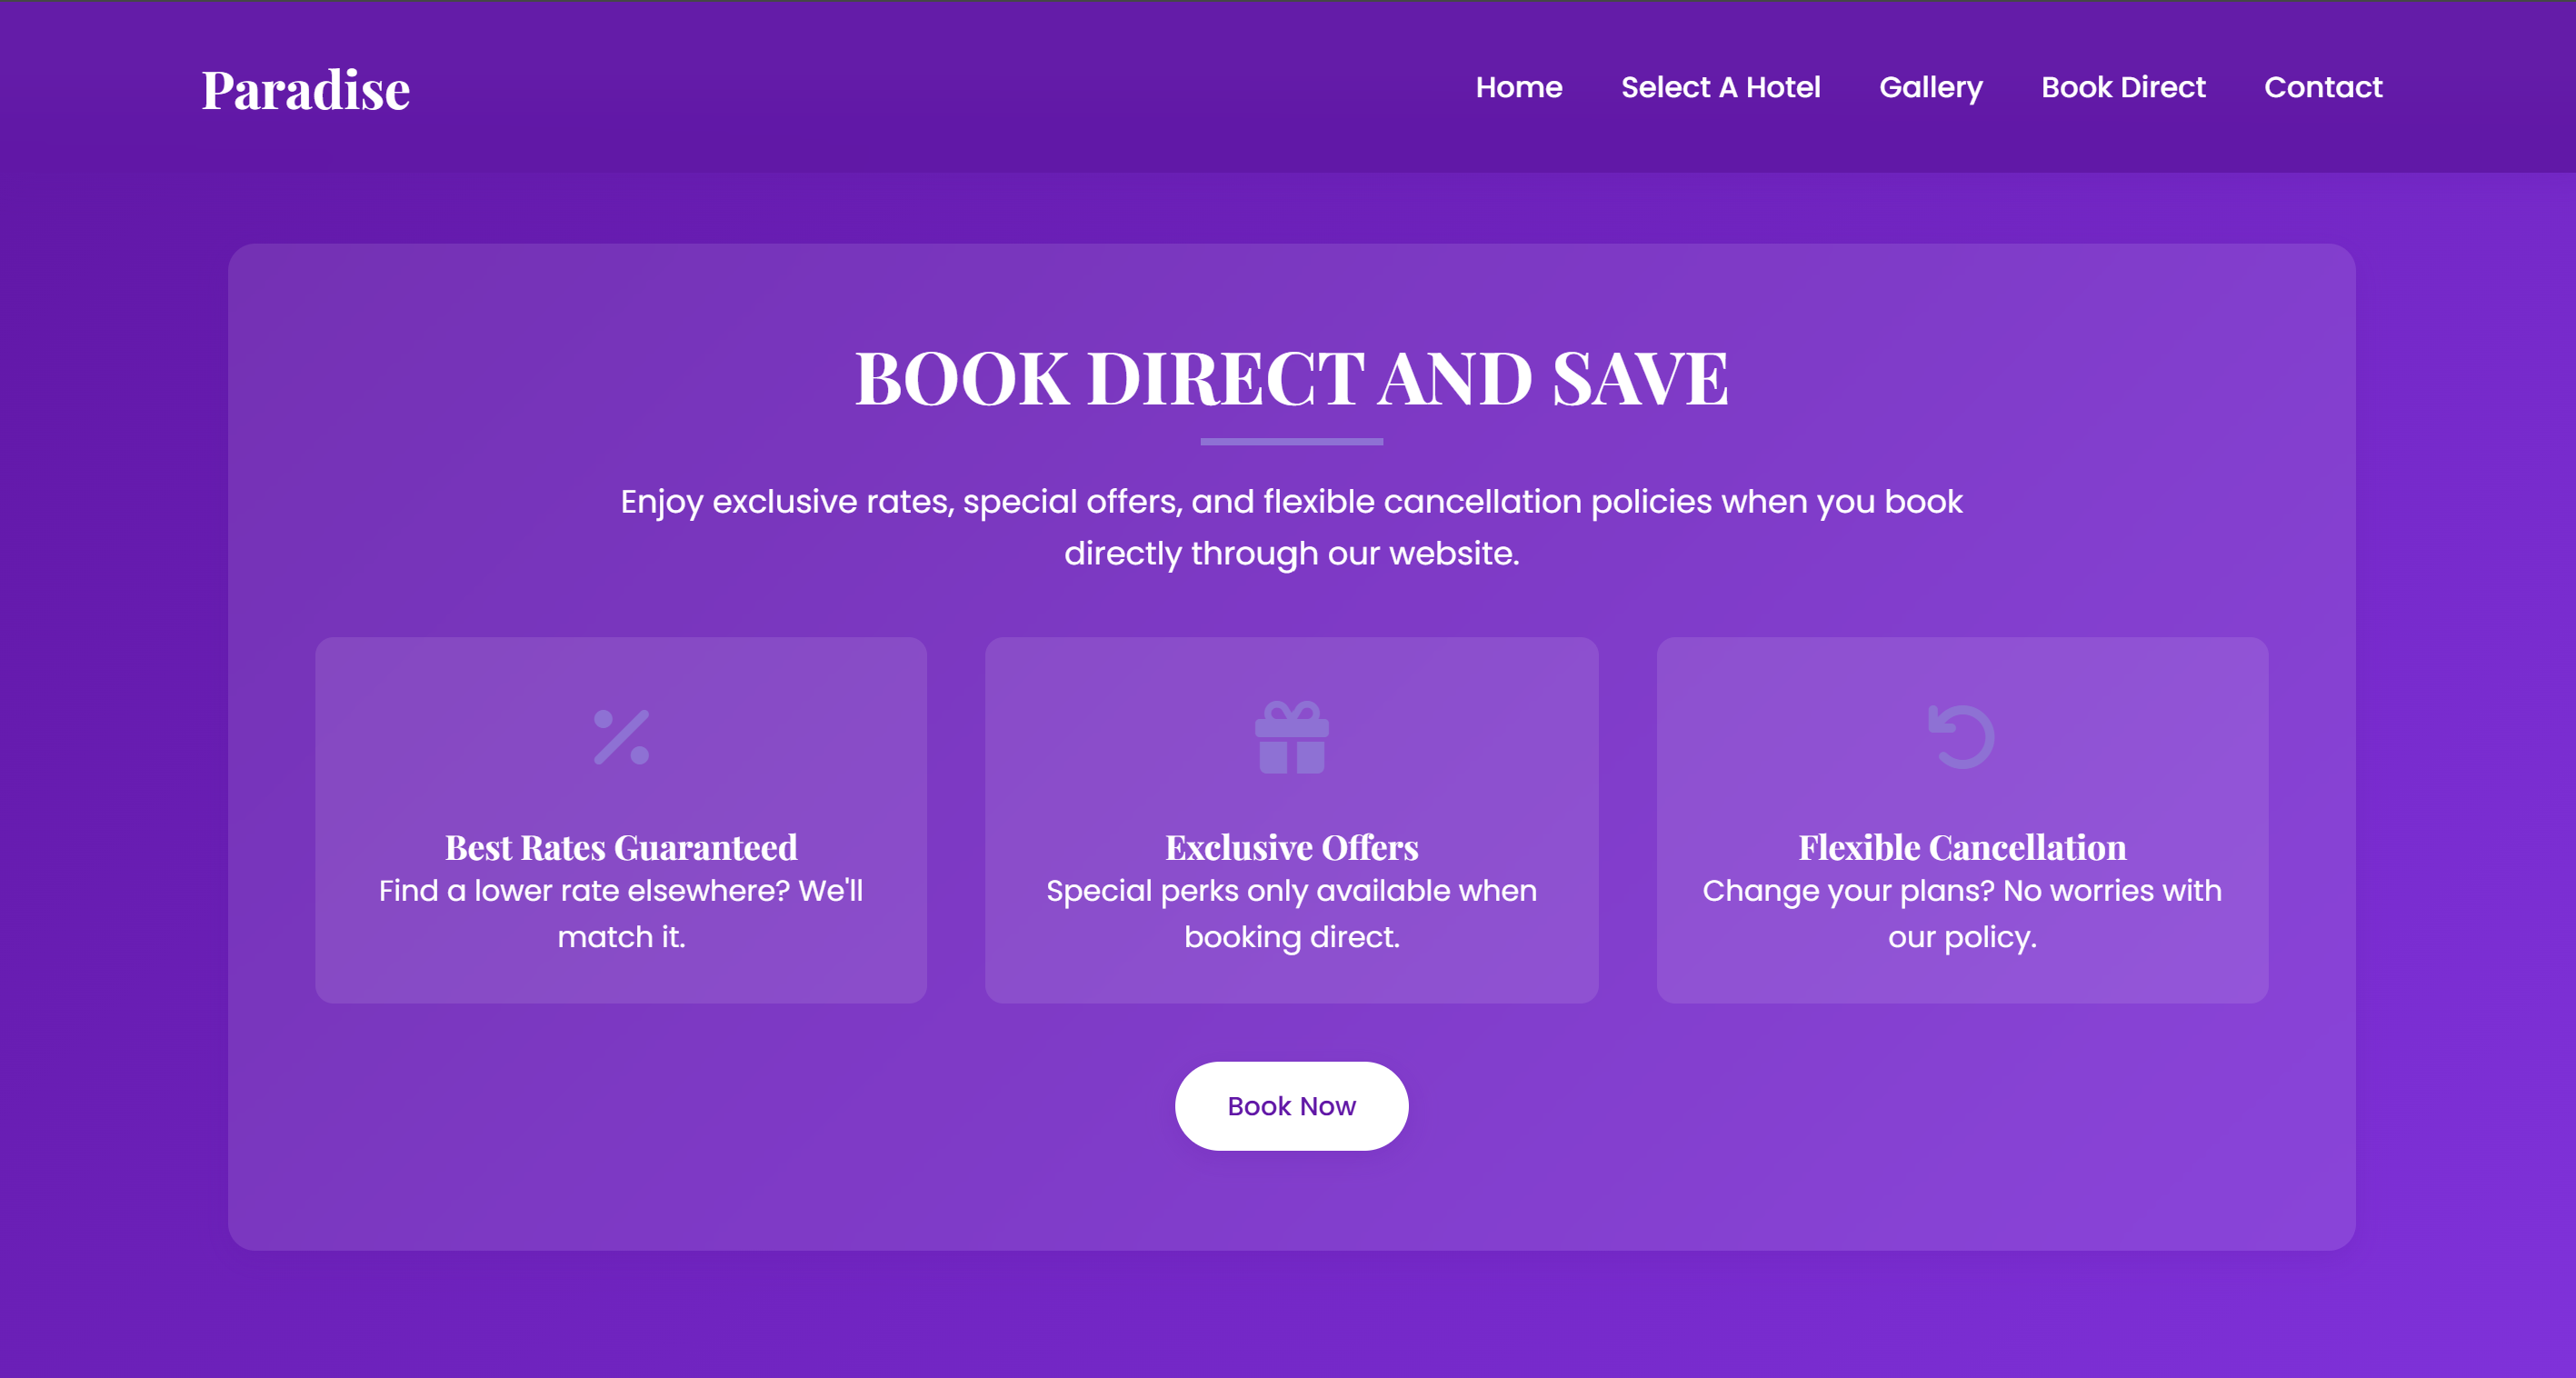 Paradise
Home
Select A Hotel
Gallery
Book Direct
Contact
BOOK DIRECT AND SAVE
Enjoy exclusive rates, special offers, and flexible cancellation policies when you book
directly through our website.
Best Rates Guaranteed
Find a lower rate elsewhere? We'll
match it.
Exclusive Offers
Special perks only available when
booking direct.
Flexible Cancellation
Change your plans? No worries with
our policy.
Book Now